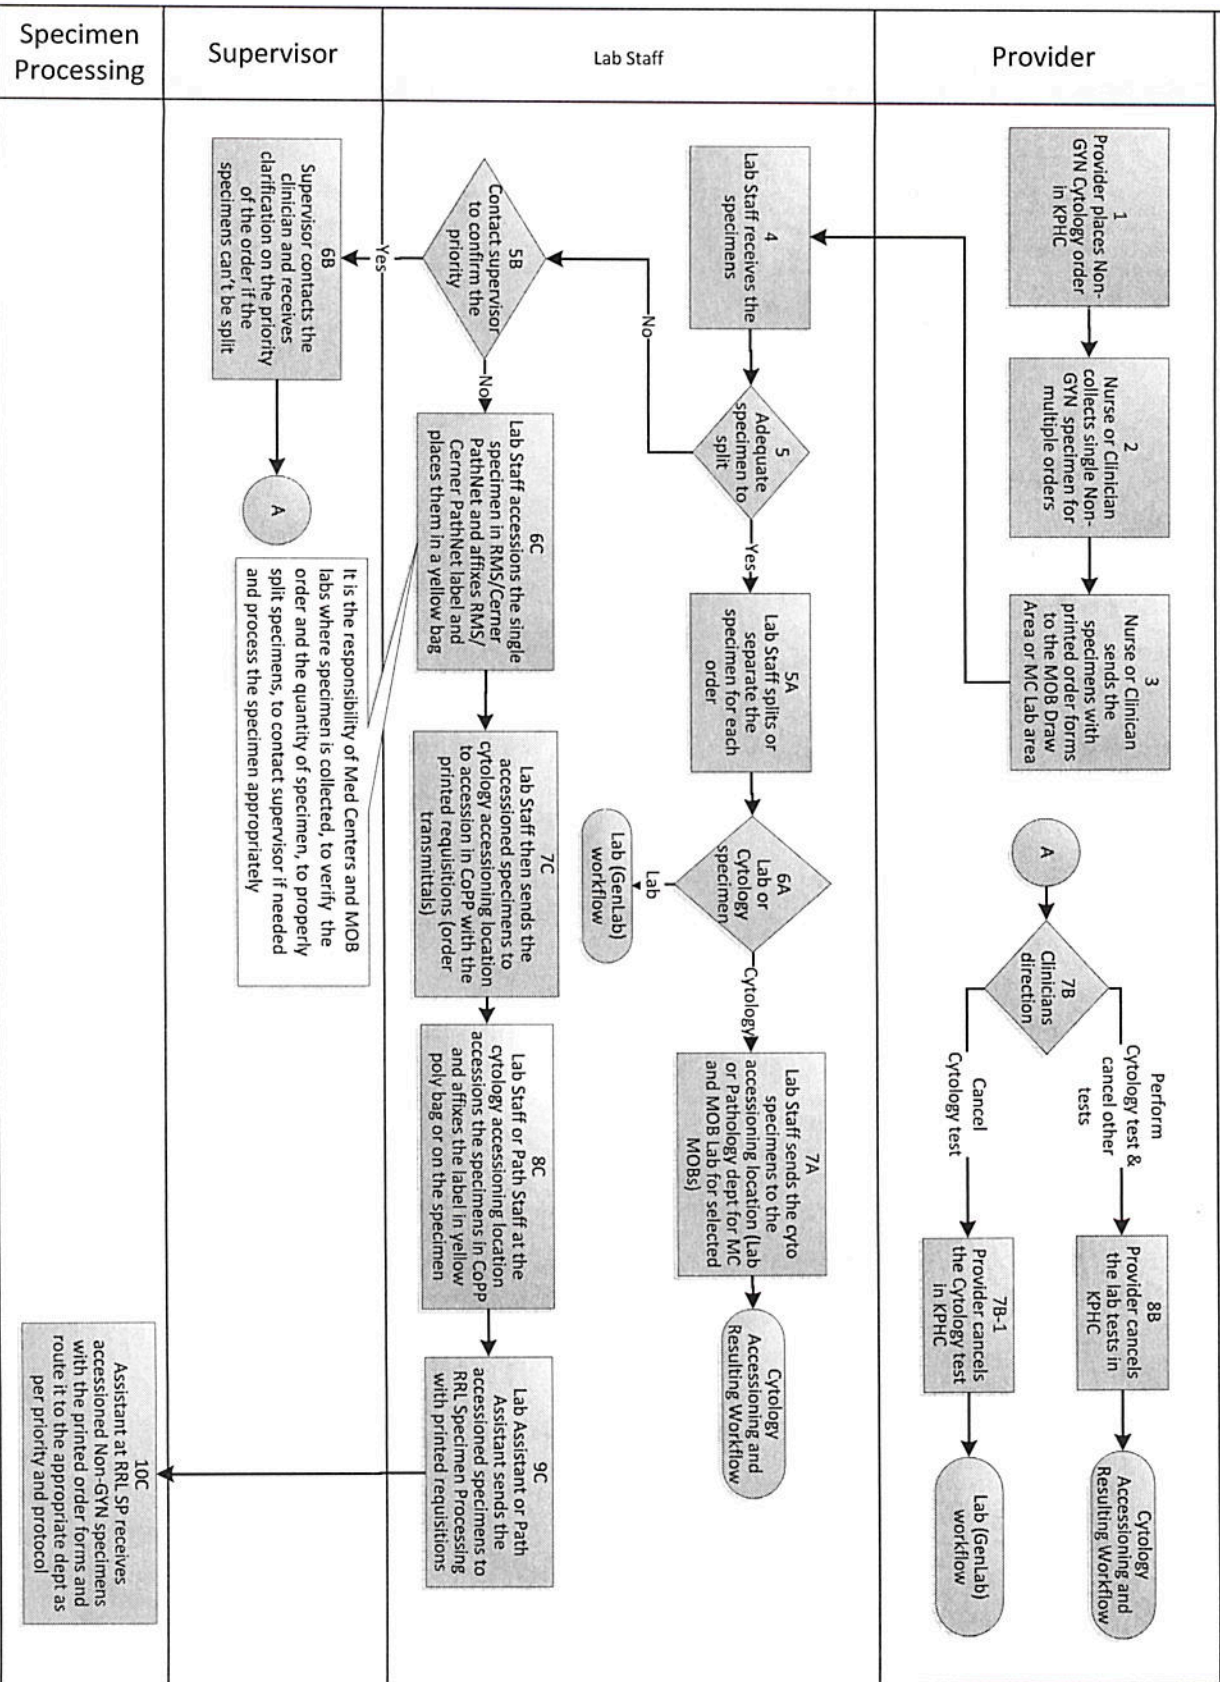 Provider
1
Provider places Non-
GYN Cytology order
in KPHC
2
Nurse or Clinician
collects single Non-
GYN specimen for
multiple orders
3
Nurse or Clinician
sends the
specimens with
printed order forms
to the MOB Draw
Area or MC Lab area
A
7B
Clinicians
direction
Perform
Cytology test &
cancel other
tests
Cancel
Cytology test
8B
Provider cancels
the lab tests in
KPHC
7B-1
Provider cancels
the Cytology test
in KPHC
Cytology
Accessioning and
Resulting Workflow
Lab (GenLab)
workflow
Lab Staff
4
Lab Staff receives the
specimens
5
Adequate
specimen to
split
Yes
No
5A
Lab Staff splits or
separate the
specimen for each
order
6A
Lab or
Cytology
specimen
Lab
Lab (GenLab)
workflow
Cytology
7A
Lab Staff sends the cyto
specimens to the
accessioning location (Lab
or Pathology dept for MC
and MOB Lab for selected
MOBs)
Cytology
Accessioning and
Resulting Workflow
5B
Contact supervisor
to confirm the
priority
No
Yes
6C
Lab Staff accessions the single
specimen in RMS/Cerner
PathNet and affixes RMS/
Cerner PathNet label and
places them in a yellow bag
7C
Lab Staff then sends the
accessioned specimens to
cytology accessioning location
to accession in CoPP with the
printed requisitions (order
transmittals)
8C
Lab Staff or Path Staff at the
cytology accessioning location
accessions the specimens in CoPP
and affixes the label in yellow
poly bag or on the specimen
9C
Lab Assistant or Path
Assistant sends the
accessioned specimens to
RRL Specimen Processing
with printed requisitions
Supervisor
6B
Supervisor contacts the
clinician and receives
clarification on the priority
of the order if the
specimens can't be split
A
It is the responsibility of Med Centers and MOB
labs where specimen is collected, to verify the
order and the quantity of specimen, to properly
split specimens, to contact supervisor if needed
and process the specimen appropriately
Specimen
Processing
10C
Assistant at RRL SP receives
accessioned Non-GYN specimens
with the printed order forms and
route it to the appropriate dept as
per priority and protocol